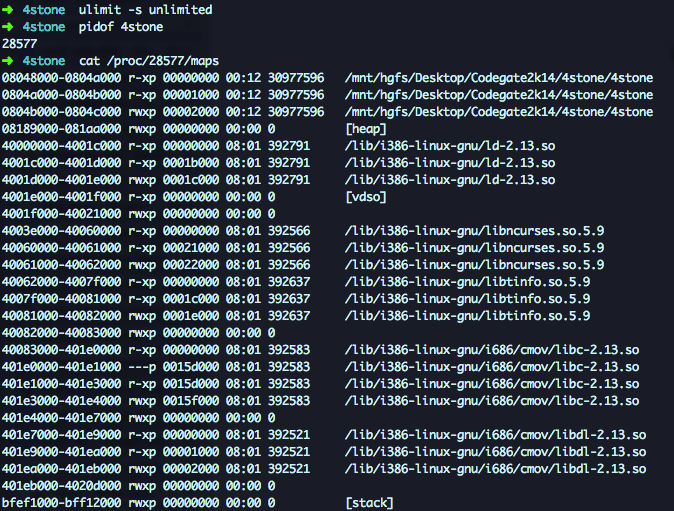 ➜ 4stone ulimit -s unlimited
➜ 4stone pidof 4stone
28577
➜ 4stone cat /proc/28577/maps
08048000-0804a000 r-xp 00000000 00:12 30977596 /mnt/hgfs/Desktop/Codegate2k14/4stone/4stone
0804a000-0804b000 r-xp 00001000 00:12 30977596 /mnt/hgfs/Desktop/Codegate2k14/4stone/4stone
0804b000-0804c000 rwxp 00002000 00:12 30977596 /mnt/hgfs/Desktop/Codegate2k14/4stone/4stone
08189000-081aa000 rwxp 00000000 00:00 0 [heap]
40000000-4001c000 r-xp 00000000 08:01 392791 /lib/i386-linux-gnu/ld-2.13.so
4001c000-4001d000 r-xp 0001b000 08:01 392791 /lib/i386-linux-gnu/ld-2.13.so
4001d000-4001e000 rwxp 0001c000 08:01 392791 /lib/i386-linux-gnu/ld-2.13.so
4001e000-4001f000 r-xp 00000000 00:00 0 [vdso]
4001f000-40021000 rwxp 00000000 00:00 0
4003e000-40060000 r-xp 00000000 08:01 392566 /lib/i386-linux-gnu/libncurses.so.5.9
40060000-40061000 r-xp 00021000 08:01 392566 /lib/i386-linux-gnu/libncurses.so.5.9
40061000-40062000 rwxp 00022000 08:01 392566 /lib/i386-linux-gnu/libncurses.so.5.9
40062000-4007f000 r-xp 00000000 08:01 392637 /lib/i386-linux-gnu/libtinfo.so.5.9
4007f000-40081000 r-xp 0001c000 08:01 392637 /lib/i386-linux-gnu/libtinfo.so.5.9
40081000-40082000 rwxp 0001e000 08:01 392637 /lib/i386-linux-gnu/libtinfo.so.5.9
40082000-40083000 rwxp 00000000 00:00 0
40083000-401e0000 r-xp 00000000 08:01 392583 /lib/i386-linux-gnu/i686/cmov/libc-2.13.so
401e0000-401e1000 ---p 0015d000 08:01 392583 /lib/i386-linux-gnu/i686/cmov/libc-2.13.so
401e1000-401e3000 r-xp 0015d000 08:01 392583 /lib/i386-linux-gnu/i686/cmov/libc-2.13.so
401e3000-401e4000 rwxp 0015f000 08:01 392583 /lib/i386-linux-gnu/i686/cmov/libc-2.13.so
401e4000-401e7000 rwxp 00000000 00:00 0
401e7000-401e9000 r-xp 00000000 08:01 392521 /lib/i386-linux-gnu/i686/cmov/libdl-2.13.so
401e9000-401ea000 r-xp 00001000 08:01 392521 /lib/i386-linux-gnu/i686/cmov/libdl-2.13.so
401ea000-401eb000 rwxp 00002000 08:01 392521 /lib/i386-linux-gnu/i686/cmov/libdl-2.13.so
401eb000-4020d000 rwxp 00000000 00:00 0
bfef1000-bff12000 rwxp 00000000 00:00 0 [stack]